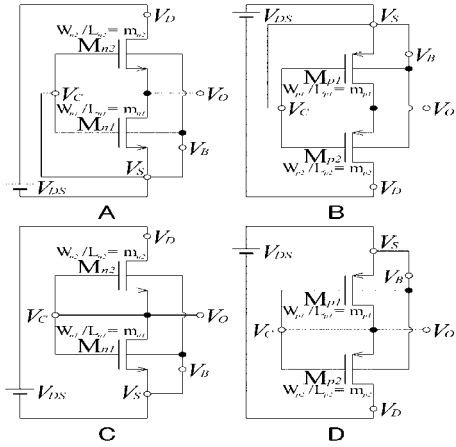 V_D
W_n2/L_n2= m_n2
M_n2
V_C
W_n1/L_n1= m_n1
M_n1
V_O
V_B
V_S
V_DS
A
V_DS
V_S
V_B
M_p1
W_p1/L_p1= m_p1
V_C
V_O
M_p2
W_p2/L_p2= m_p2
V_D
B
V_D
W_n2/L_n2= m_n2
M_n2
V_C
V_O
W_n1/L_n1= m_n1
M_n1
V_B
V_S
V_DS
C
V_DS
V_S
V_B
M_p1
W_p1/L_p1= m_p1
V_C
V_O
M_p2
W_p2/L_p2= m_p2
V_D
D